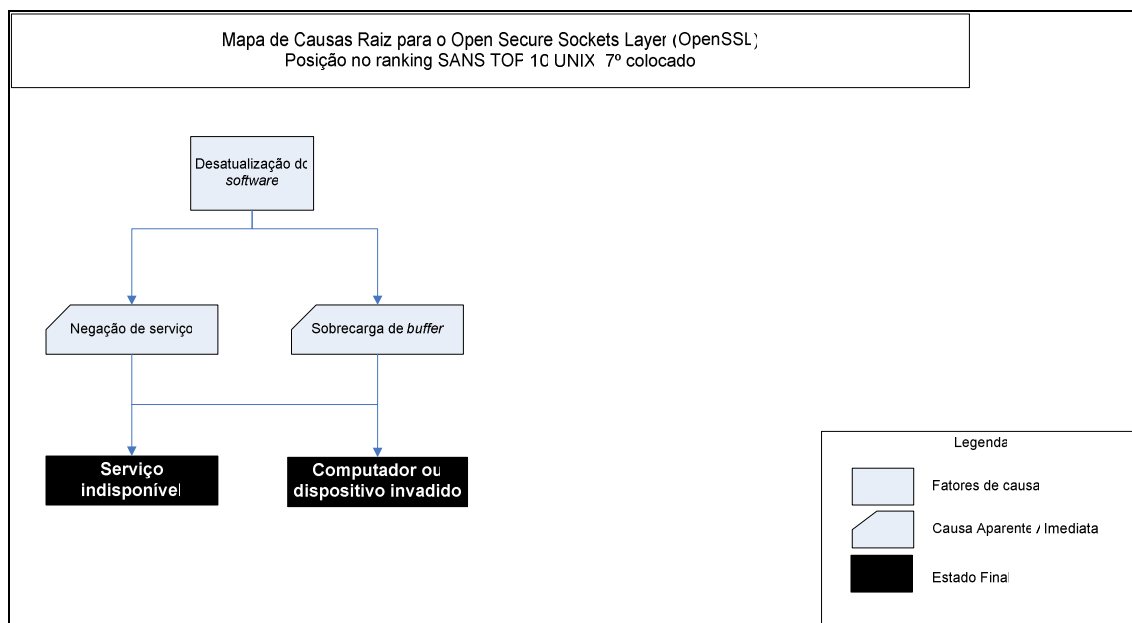 Mapa de Causas Raiz para o Open Secure Sockets Layer (OpenSSL)
Posição no ranking SANS TOP 10 UNIX 7º colocado
Desatualização do
software
Negação de serviço
Sobrecarga de buffer
Serviço
indisponível
Computador ou
dispositivo invadido
Legenda
Fatores de causa
Causa Aparente / Imediata
Estado Final